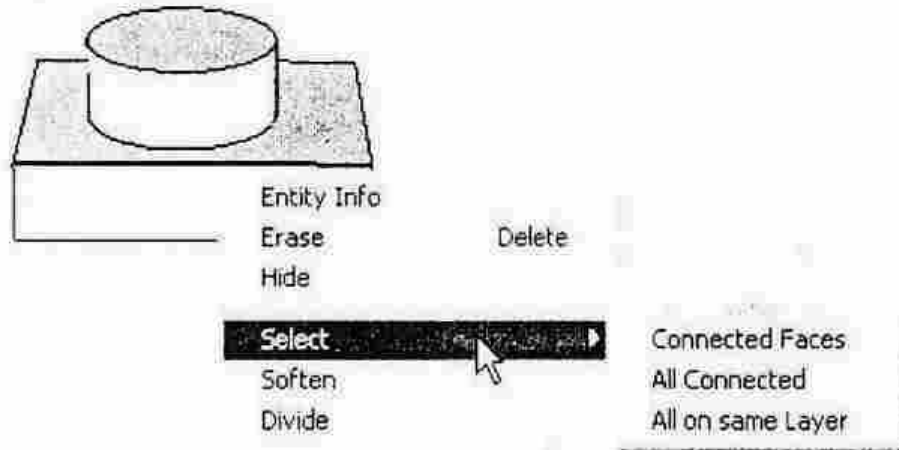 Entity Info
Erase Delete
Hide
Select
Soften
Divide
Connected Faces
All Connected
All on same Layer